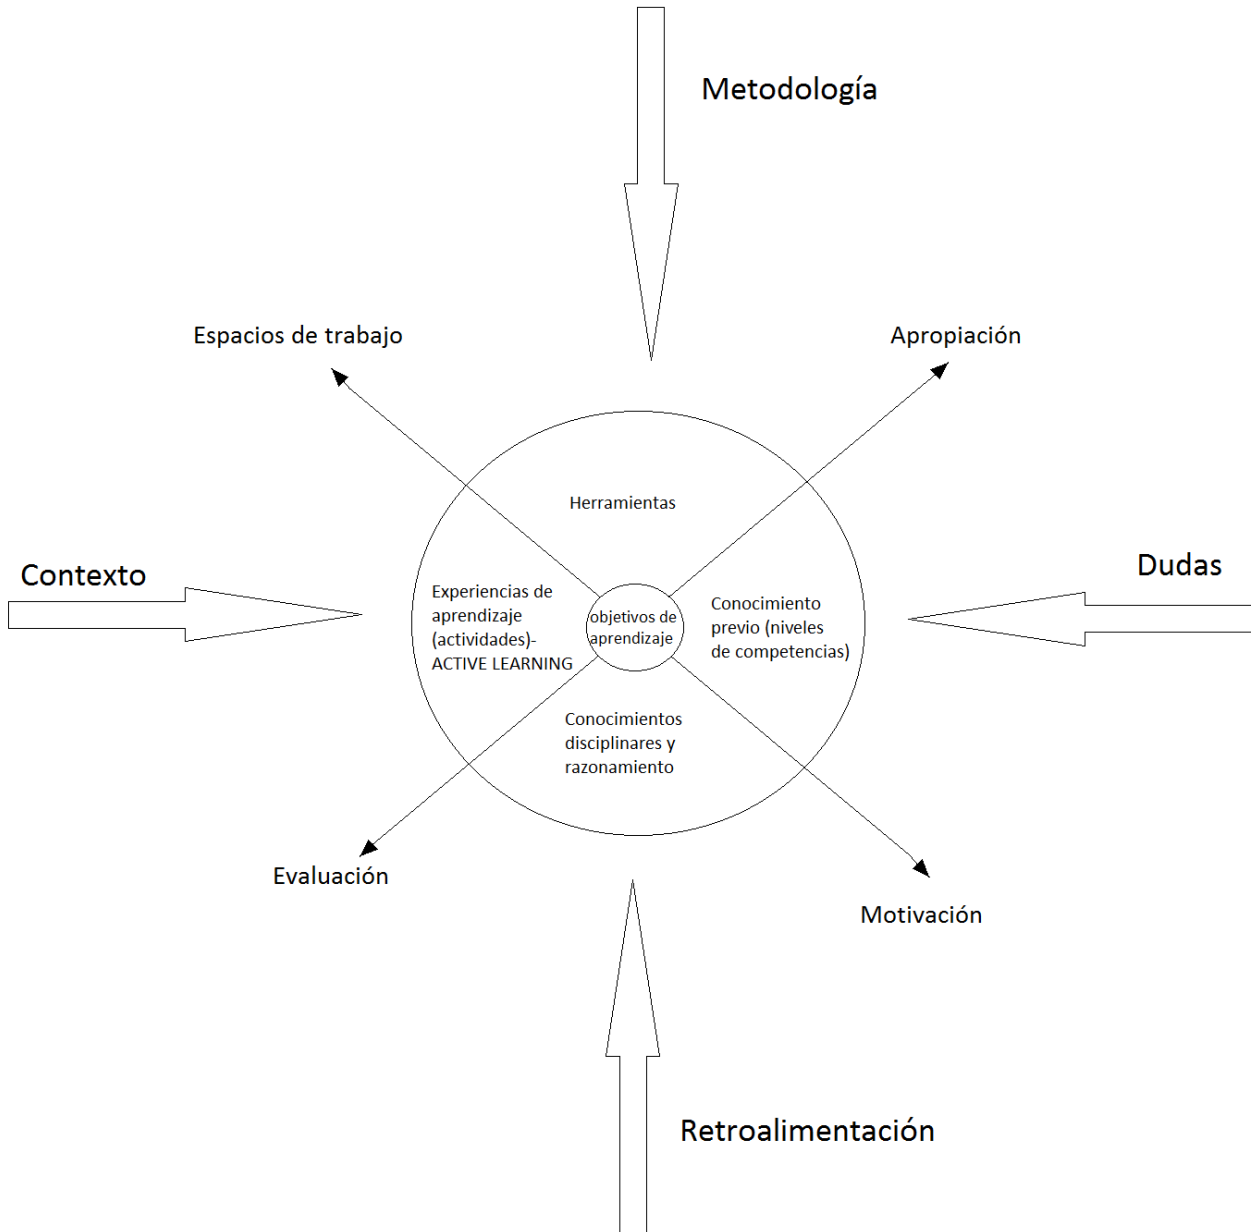 Metodología
Espacios de trabajo
Apropiación
Herramientas
Contexto
Dudas
Experiencias de
aprendizaje
(actividades)-
ACTIVE LEARNING
objetivos de
aprendizaje
Conocimiento
previo (niveles
de competencias)
Conocimientos
disciplinares y
razonamiento
Evaluación
Motivación
Retroalimentación